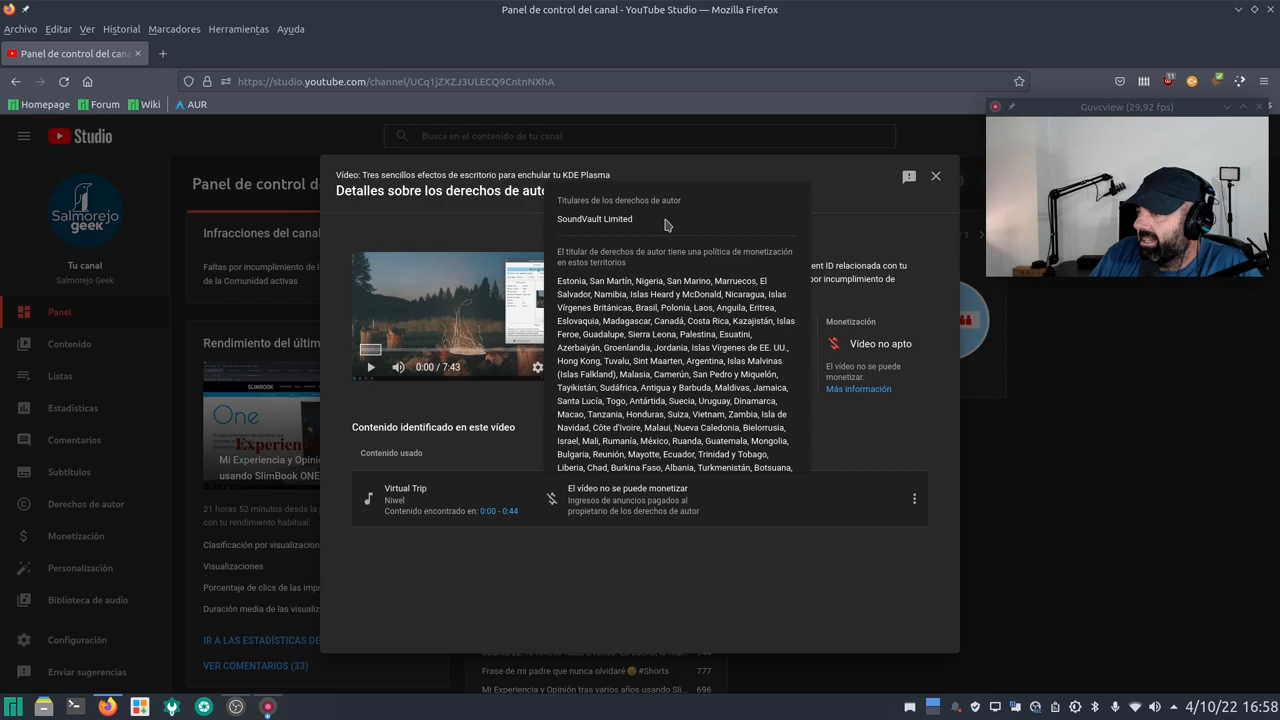 Panel de control del canal - YouTube Studio — Mozilla Firefox
Archivo Editar Ver Historial Marcadores Herramientas Ayuda
Panel de control del cana
https://studio.youtube.com/channel/UCq1jZXZJ3ULECQ9CntnNXhA
Homepage Forum Wiki AUR
Guvcview (29,92 fps)
Studio
Busca en el contenido de tu canal
Salmorejo
geek
Tu canal
Salmorejo Geek
Panel
Contenido
Listas
Estadísticas
Comentarios
Subtítulos
Derechos de autor
Monetización
Personalización
Biblioteca de audio
Configuración
Enviar sugerencias
Panel de control d
Infracciones del canal
Faltas por incumplimiento de l
de la Comunidad activas
Rendimiento del últim
SLIMBOOK
One
Experien
Mi Experiencia y Opini
usando SlimBook ONE
21 horas 52 minutos desde la p
con tu rendimiento habitual:
Clasificación por visualizacion
Visualizaciones
Porcentaje de clics de las imp
Duración media de las visualiz
IR A LAS ESTADÍSTICAS DE
VER COMENTARIOS (33)
Vídeo: Tres sencillos efectos de escritorio para enchular tu KDE Plasma
Detalles sobre los derechos de auto
0:00 / 7:43
Titulares de los derechos de autor
SoundVault Limited
El titular de derechos de autor tiene una política de monetización
en estos territorios
Estonia, San Martín, Nigeria, San Marino, Marruecos, El
Salvador, Namibia, Islas Heard y McDonald, Nicaragua, Islas
Vírgenes Británicas, Brasil, Polonia, Laos, Anguila, Eritrea,
Eslovaquia, Madagascar, Canadá, Costa Rica, Kazajistán, Islas
Feroe, Guadalupe, Sierra Leona, Palestina, Esuatini,
Azerbaiyán, Groenlandia, Jordania, Islas Vírgenes de EE. UU.,
Hong Kong, Tuvalu, Sint Maarten, Argentina, Islas Malvinas
(Islas Falkland), Malasia, Camerún, San Pedro y Miquelón,
Tayikistán, Sudáfrica, Antigua y Barbuda, Maldivas, Jamaica,
Santa Lucía, Togo, Antártida, Suecia, Uruguay, Dinamarca,
Macao, Tanzania, Honduras, Suiza, Vietnam, Zambia, Isla de
Navidad, Côte d'Ivoire, Malaui, Nueva Caledonia, Bielorrusia,
Israel, Mali, Rumanía, México, Ruanda, Guatemala, Mongolia,
Bulgaria, Reunión, Mayotte, Ecuador, Trinidad y Tobago,
Liberia, Chad, Burkina Faso, Albania, Turkmenistán, Botsuana,
ent ID relacionada con tu
por incumplimiento de
Monetización
Vídeo no apto
El vídeo no se puede
monetizar.
Más información
Contenido identificado en este vídeo
Contenido usado
Virtual Trip
Niwel
Contenido encontrado en: 0:00 - 0:44
El vídeo no se puede monetizar
Ingresos de anuncios pagados al
propietario de los derechos de autor
Frase de mi padre que nunca olvidaré 😄 #Shorts 777
Mi Experiencia y Opinión tras varios años usando Sli... 696
4/10/22 16:58